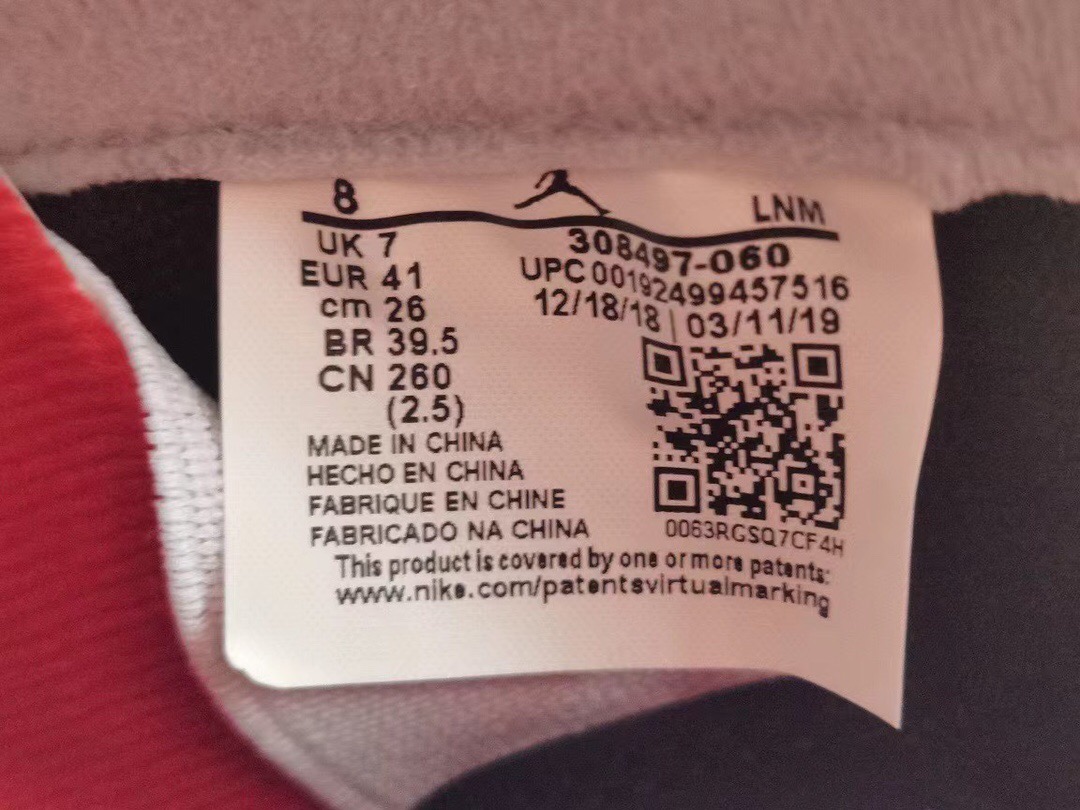 8 LNM
UK 7 308497-060
EUR 41 UPC 00192499457516
cm 26 12/18/18 | 03/11/19
BR 39.5
CN 260
(2.5)
MADE IN CHINA
HECHO EN CHINA
FABRIQUE EN CHINE
FABRICADO NA CHINA
0063RGSQ7CF4H
This product is covered by one or more patents:
www.nike.com/patentsvirtualmarking